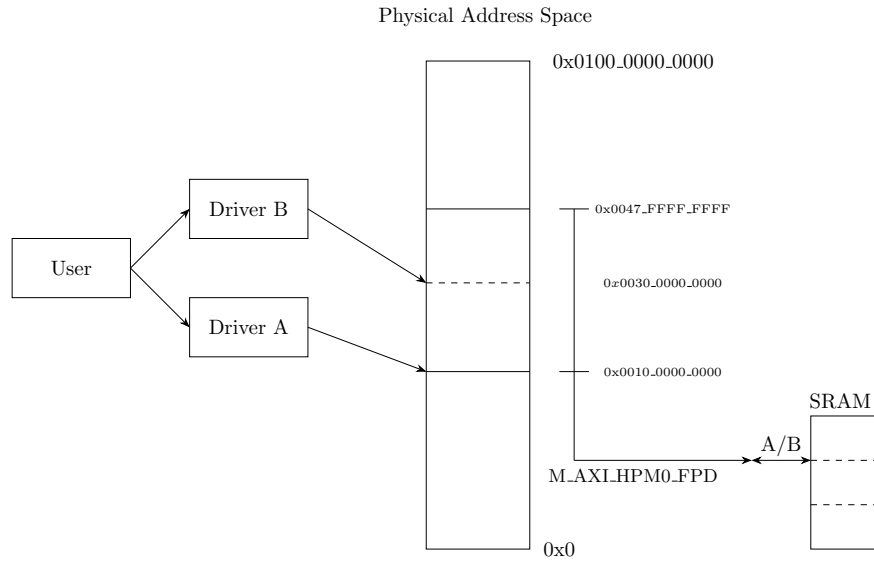 Physical Address Space
0x0100_0000_0000
Driver B
0x0047_FFFF_FFFF
User
0x0030_0000_0000
Driver A
0x0010_0000_0000
SRAM
A/B
M_AXI_HPM0_FPD
0x0